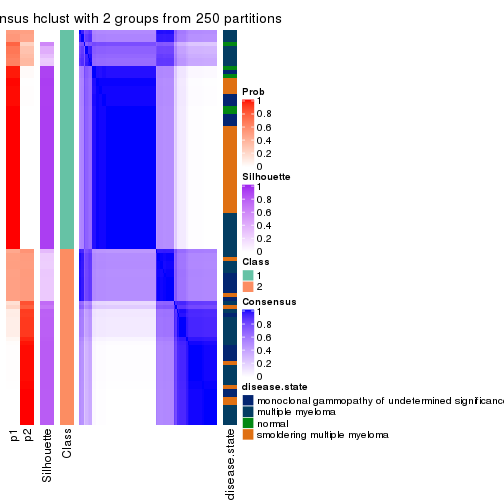 nsus hclust with 2 groups from 250 partitions
Prob
1
0.8
0.6
0.4
0.2
0
Silhouette
1
0.8
0.6
0.4
0.2
0
Class
1
2
Consensus
1
0.8
0.6
0.4
0.2
0
disease.state
monoclonal gammopathy of undetermined significance
multiple myeloma
normal
smoldering multiple myeloma
p1
p2
Silhouette
Class
disease.state